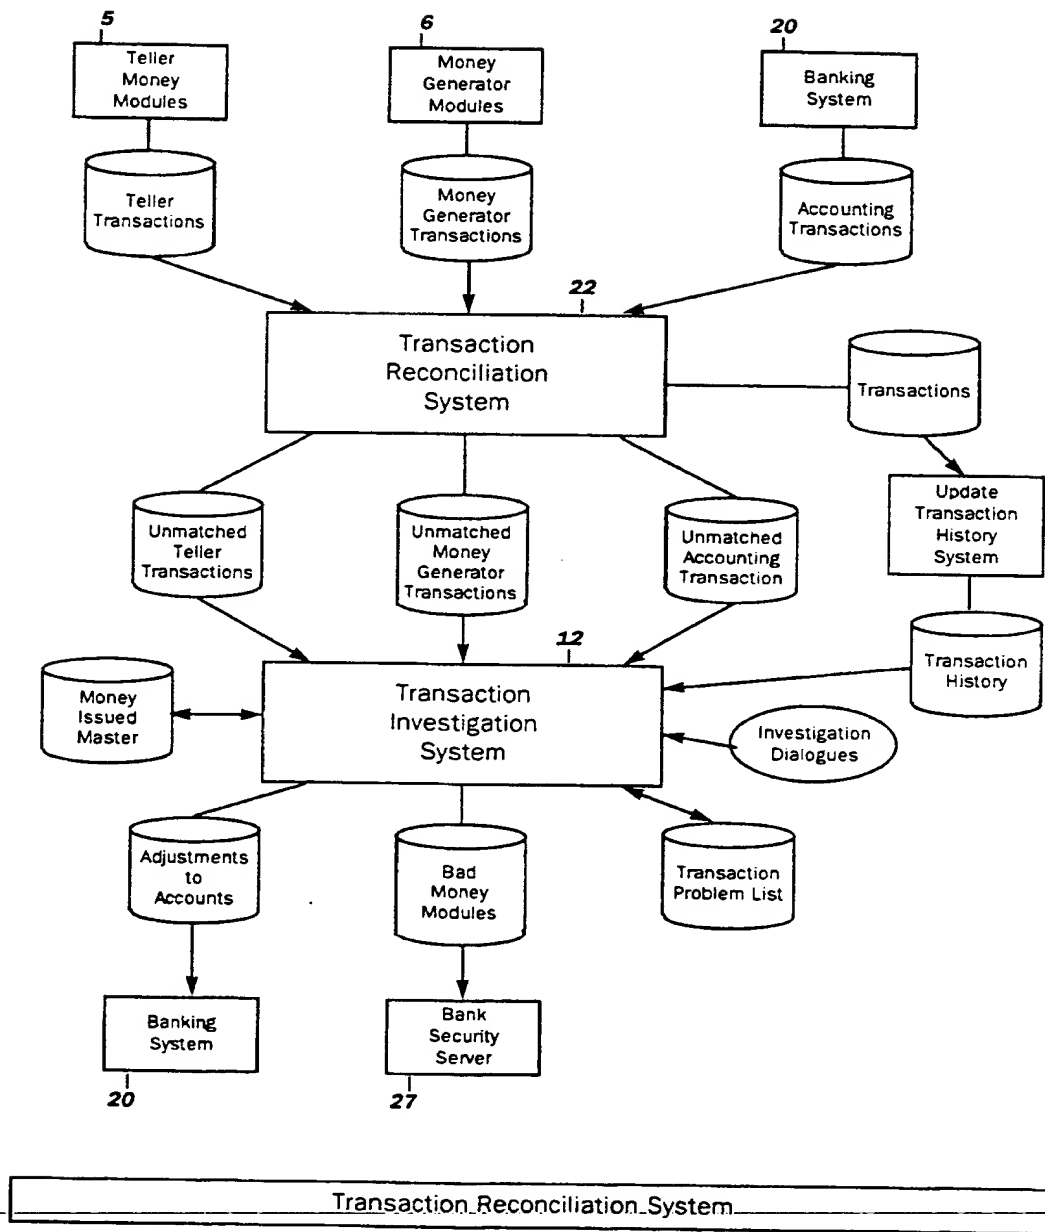 5
6
20
Teller
Money
Modules
Money
Generator
Modules
Banking
System
Teller
Transactions
Money
Generator
Transactions
Accounting
Transactions
22
Transaction
Reconciliation
System
Transactions
Unmatched
Teller
Transactions
Unmatched
Money
Generator
Transactions
Unmatched
Accounting
Transaction
Update
Transaction
History
System
12
Transaction
History
Money
Issued
Master
Transaction
Investigation
System
Investigation
Dialogues
Adjustments
to
Accounts
Bad
Money
Modules
Transaction
Problem List
Banking
System
Bank
Security
Server
20
27
Transaction Reconciliation System